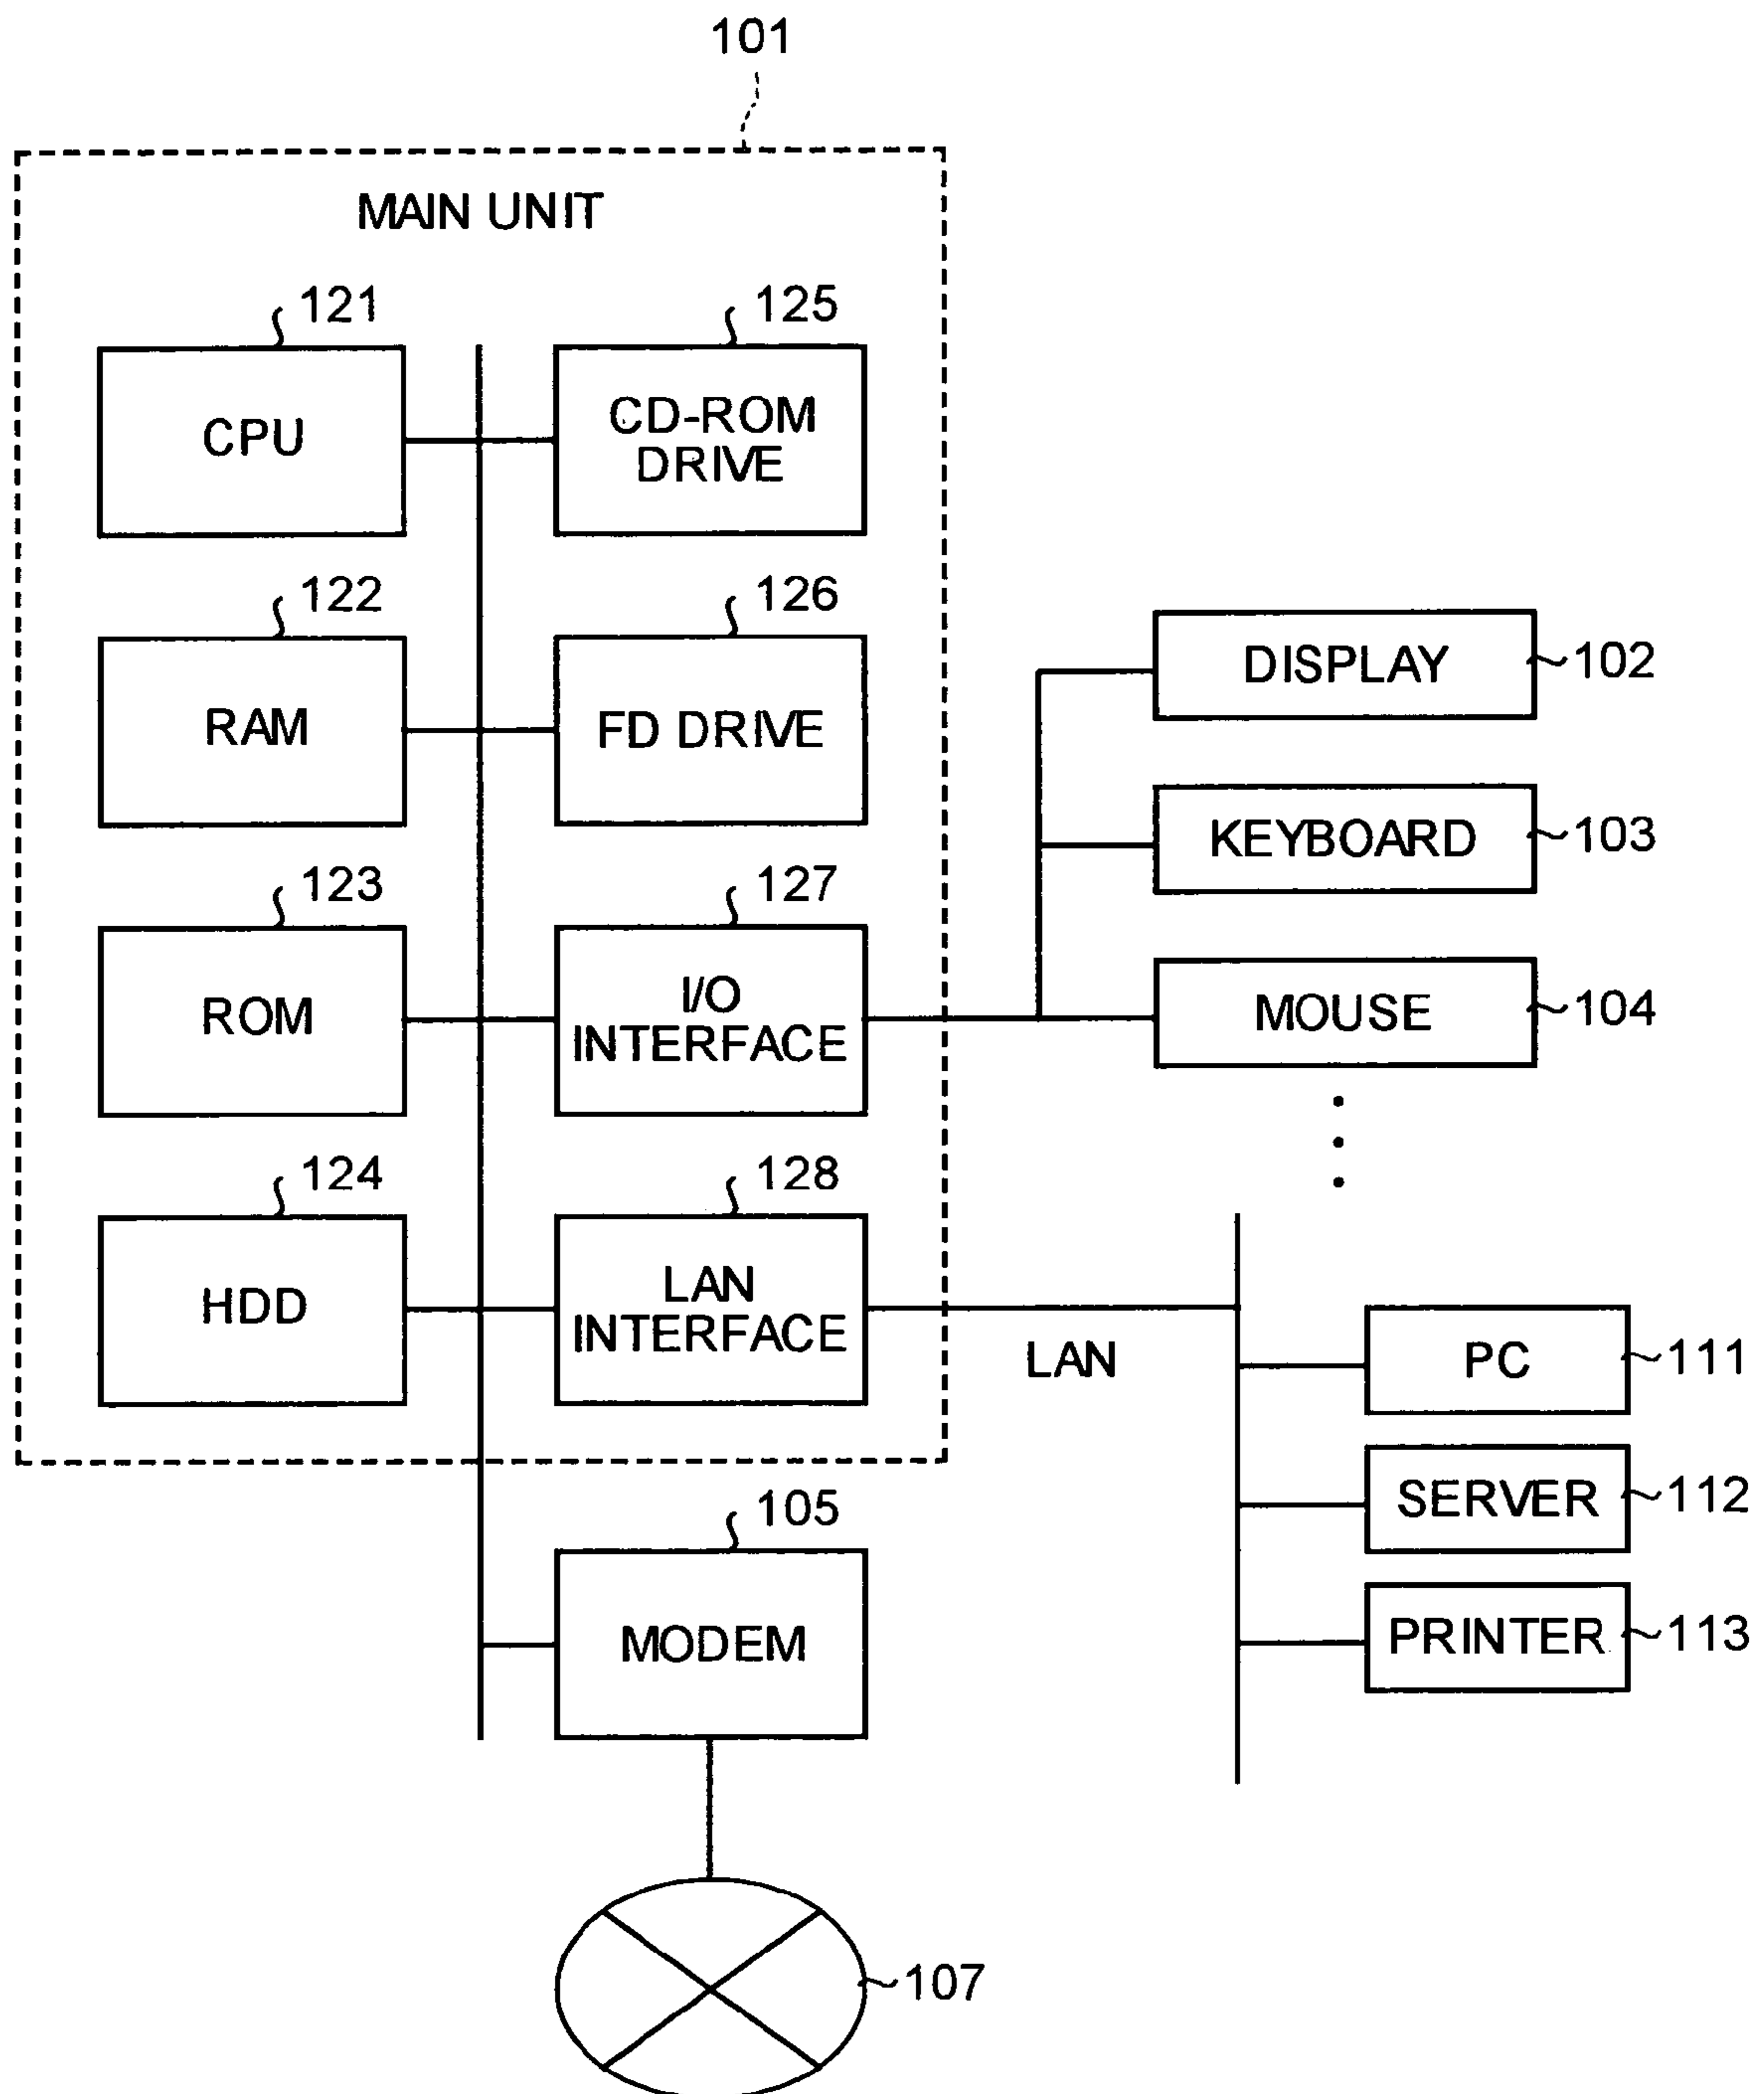 101
MAIN UNIT
121
125
CPU
CD-ROM
DRIVE
122
126
RAM
FD DRIVE
DISPLAY
102
KEYBOARD
103
123
127
ROM
I/O
INTERFACE
MOUSE
104
124
128
HDD
LAN
INTERFACE
LAN
PC
111
SERVER
112
PRINTER
113
105
MODEM
107